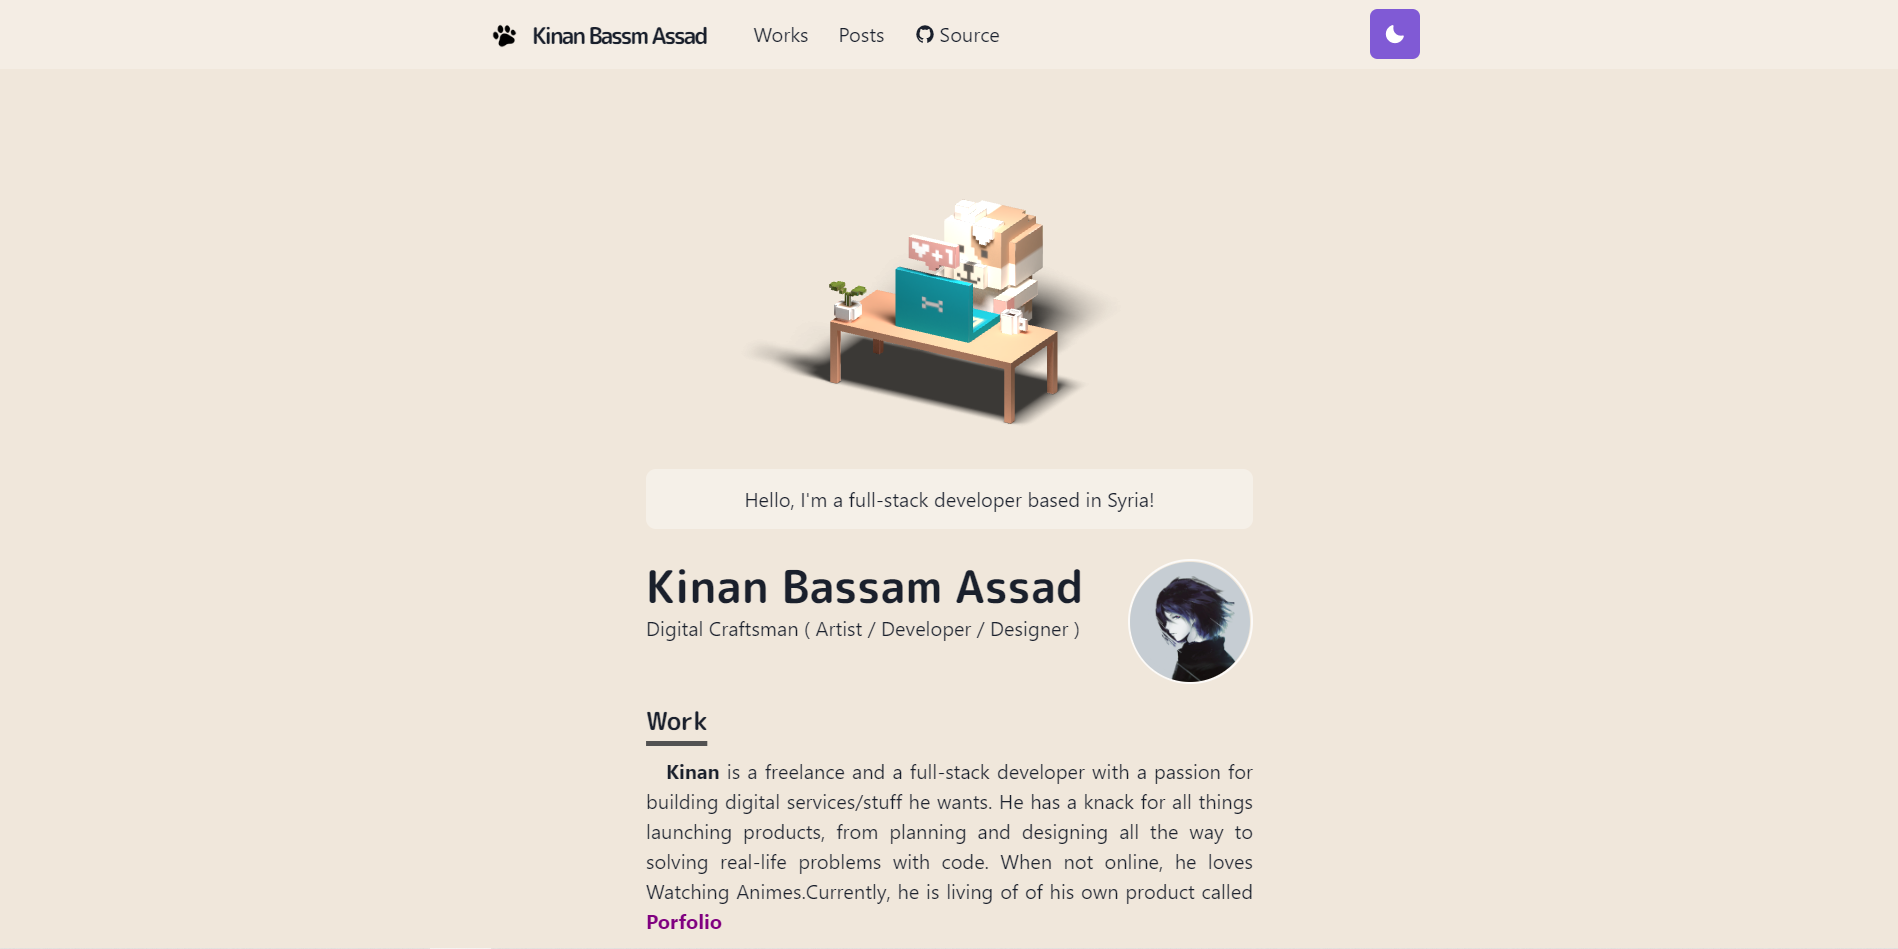 Kinan Bassm Assad Works Posts Source
+1
Hello, I'm a full-stack developer based in Syria!
Kinan Bassam Assad
Digital Craftsman ( Artist / Developer / Designer )
Work
Kinan is a freelance and a full-stack developer with a passion for
building digital services/stuff he wants. He has a knack for all things
launching products, from planning and designing all the way to
solving real-life problems with code. When not online, he loves
Watching Animes.Currently, he is living of of his own product called
Porfolio